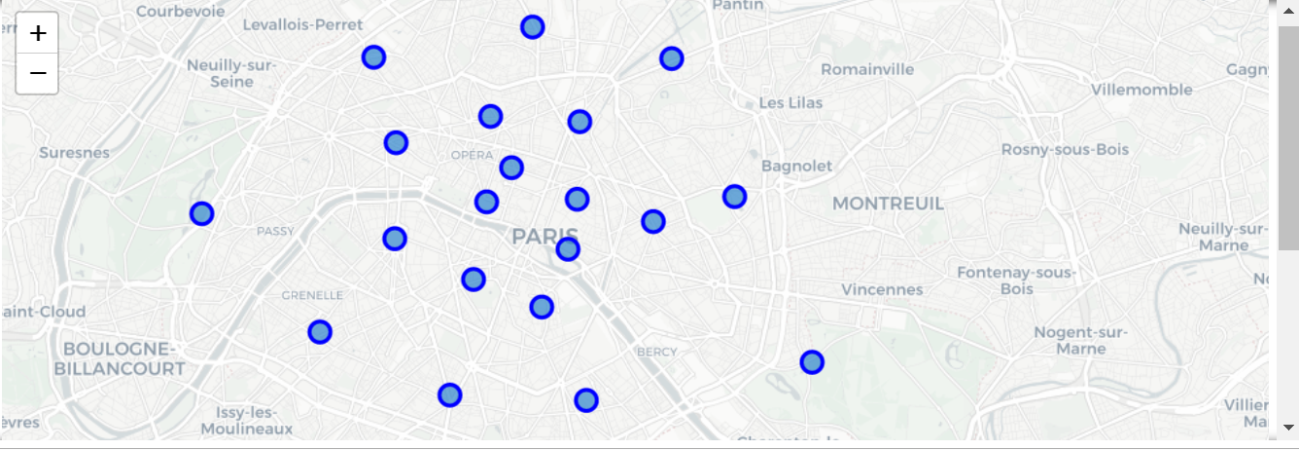 +
−
Courbevoie
Levallois-Perret
Pantin
Neuilly-sur-
Seine
Romainville
Gagny
Villemomble
Les Lilas
Suresnes
OPÉRA
Bagnolet
Rosny-sous-Bois
MONTREUIL
PASSY
PARIS
Neuilly-sur-
Marne
Fontenay-sous-
Bois
GRENELLE
Vincennes
aint-Cloud
BOULOGNE-
BILLANCOURT
BERCY
Nogent-sur-
Marne
Issy-les-
Moulineaux
èvres
Villier
Ma